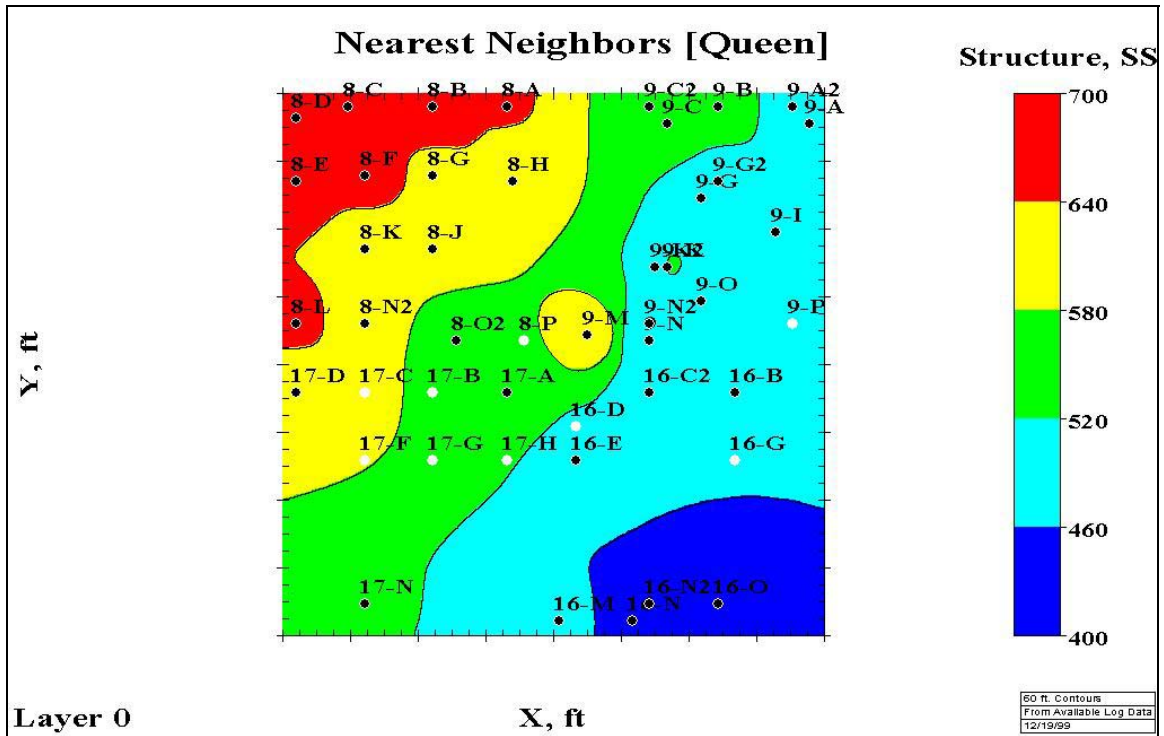 Nearest Neighbors [Queen]
Structure, SS
8-D 8-C 8-B 8-A 9-C2 9-B 9-A2
9-C 9-A
700
8-E 8-F 8-G 8-H 9-G2
9-G
640
8-K 8-J 9-I
9-O
580
8-L 8-N2 9-N2 9-P
8-O2 8-P 9-M
Y, ft
17-D 17-C 17-B 17-A 16-C2 16-B
16-D
520
17-F 17-G 17-H 16-E 16-G
460
17-N 16-N2 16-O
16-M
400
Layer 0
X, ft
60 ft. Contours
From Available Log Data
12/19/99